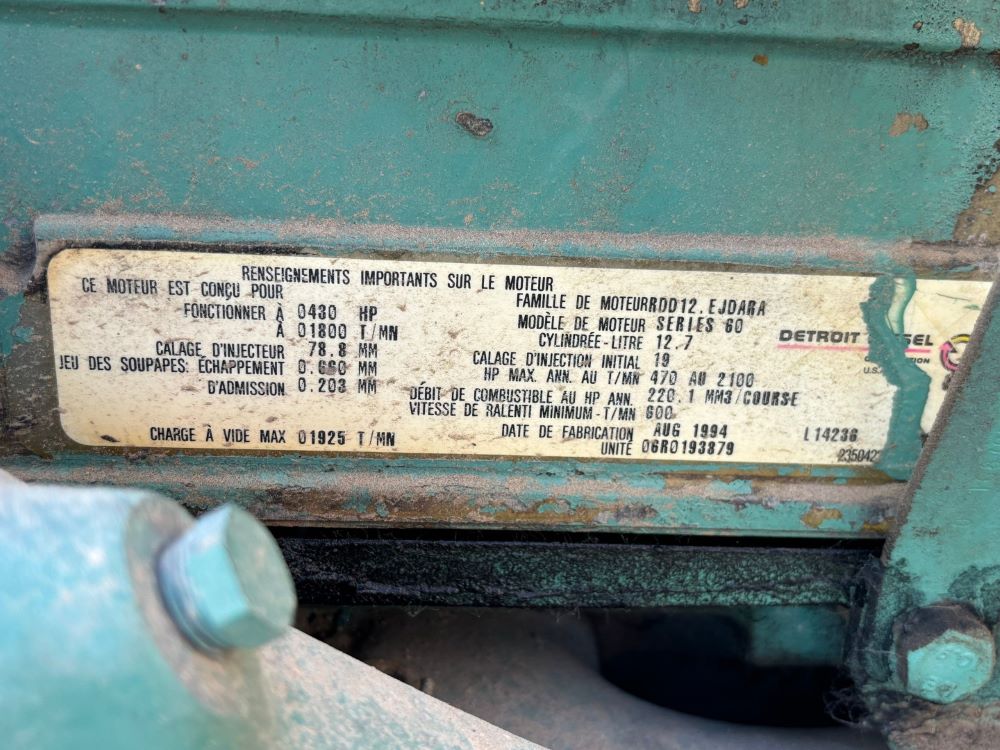 RENSEIGNEMENTS IMPORTANTS SUR LE MOTEUR
CE MOTEUR EST CONÇU POUR
FONCTIONNER À 0430 HP
À 01800 T/MN
CALAGE D'INJECTEUR 78.8 MM
JEU DES SOUPAPES: ÉCHAPPEMENT 0.660 MM
D'ADMISSION 0.203 MM
CHARGE À VIDE MAX 01925 T/MN
FAMILLE DE MOTEUR RDD12.EJDARA
MODÈLE DE MOTEUR SERIES 60
CYLINDRÉE-LITRE 12.7
CALAGE D'INJECTION INITIAL 19
HP MAX. ANN. AU T/MN 470 AU 2100
DÉBIT DE COMBUSTIBLE AU HP ANN. 220.1 MM3/COURSE
VITESSE DE RALENTI MINIMUM-T/MN 600
DATE DE FABRICATION AUG 1994
UNITÉ 06R0193879
L14236
DETROIT